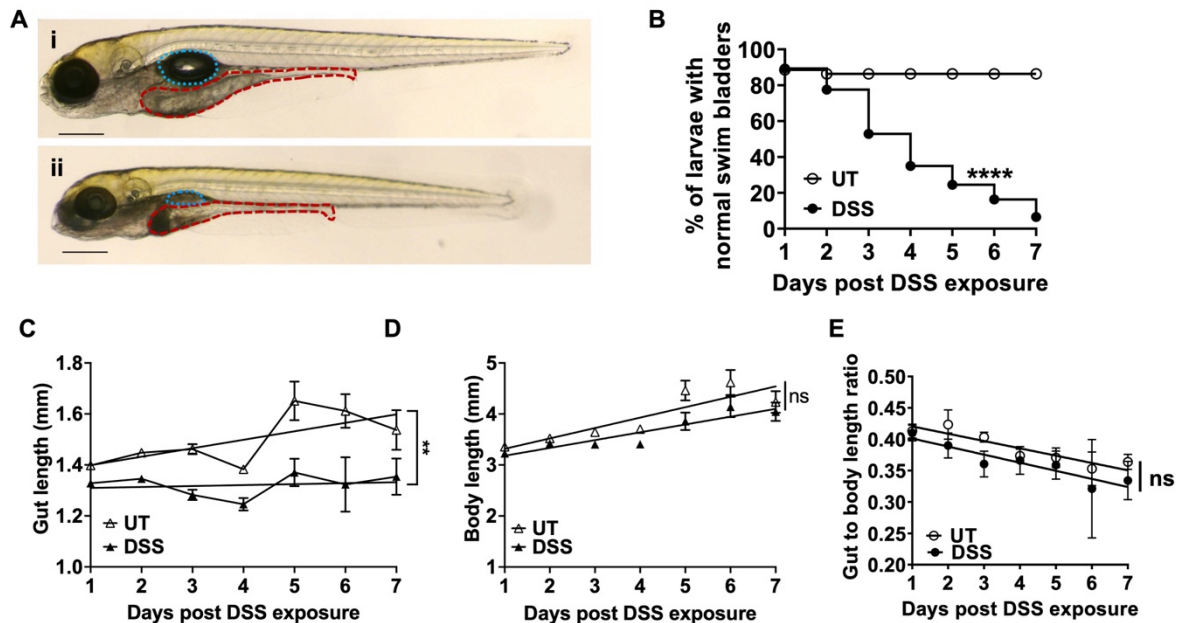 A
i
ii
B
% of larvae with
normal swim bladders
100
80
60
40
20
0
UT
DSS
****
1 2 3 4 5 6 7
Days post DSS exposure
C
Gut length (mm)
1.8
1.6
1.4
1.2
1.0
UT
DSS
**
1 2 3 4 5 6 7
Days post DSS exposure
D
Body length (mm)
5
4
3
2
1
UT
DSS
ns
1 2 3 4 5 6 7
Days post DSS exposure
E
Gut to body length ratio
0.50
0.45
0.40
0.35
0.30
0.25
0.20
UT
DSS
ns
1 2 3 4 5 6 7
Days post DSS exposure